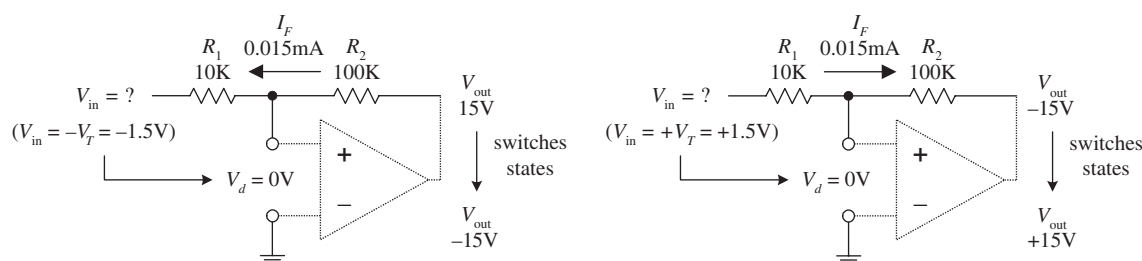 I_F
0.015mA
R_1
10K
R_2
100K
V_in = ?
(V_in = –V_T = –1.5V)
V_out
15V
switches
states
+
V_d = 0V
–
V_out
–15V
I_F
0.015mA
R_1
10K
R_2
100K
V_in = ?
(V_in = +V_T = +1.5V)
V_out
–15V
switches
states
+
V_d = 0V
–
V_out
+15V